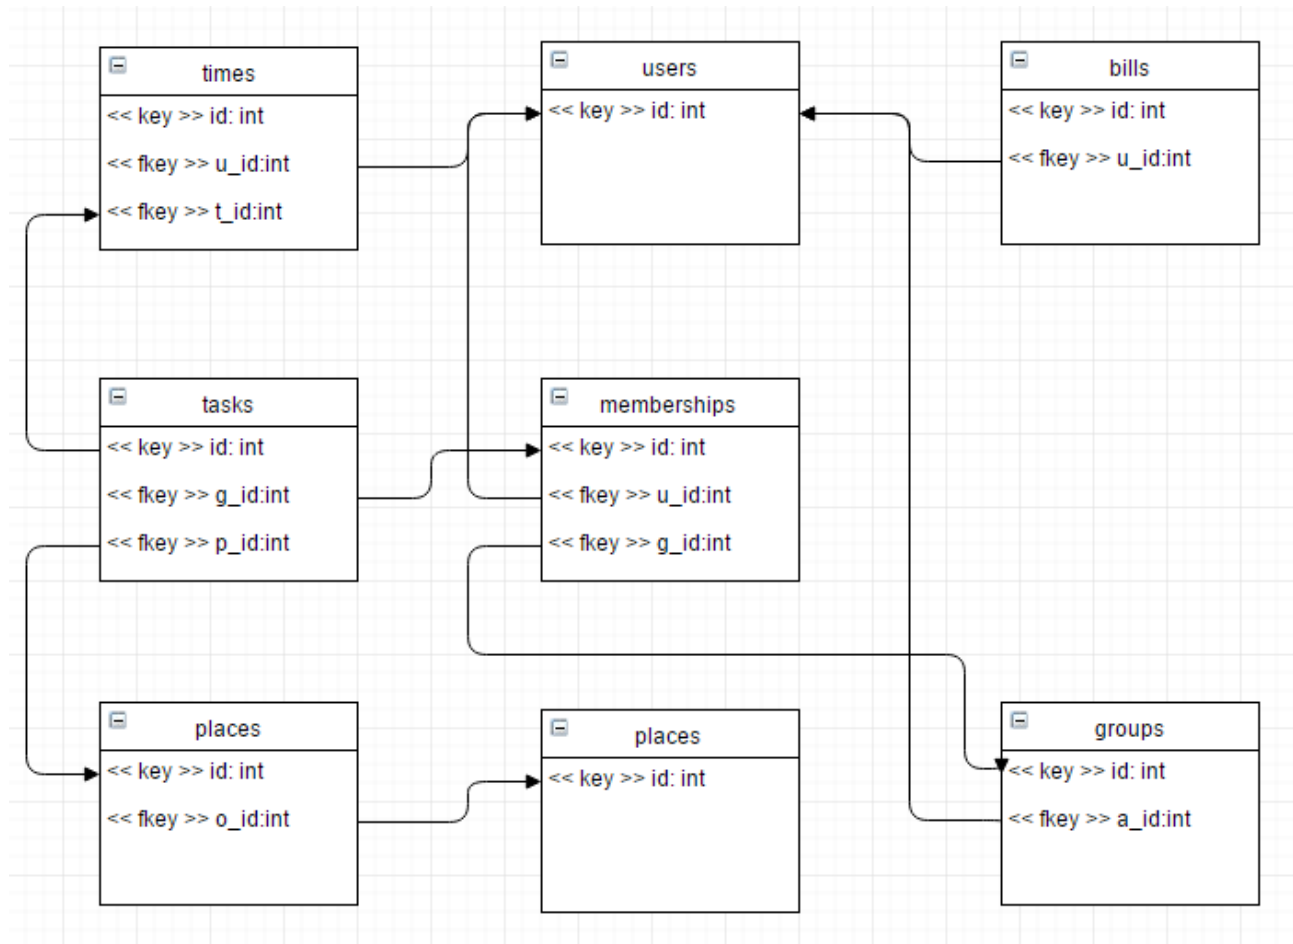 times
<< key >> id: int
<< fkey >> u_id:int
<< fkey >> t_id:int
users
<< key >> id: int
bills
<< key >> id: int
<< fkey >> u_id:int
tasks
<< key >> id: int
<< fkey >> g_id:int
<< fkey >> p_id:int
memberships
<< key >> id: int
<< fkey >> u_id:int
<< fkey >> g_id:int
places
<< key >> id: int
<< fkey >> o_id:int
places
<< key >> id: int
groups
<< key >> id: int
<< fkey >> a_id:int